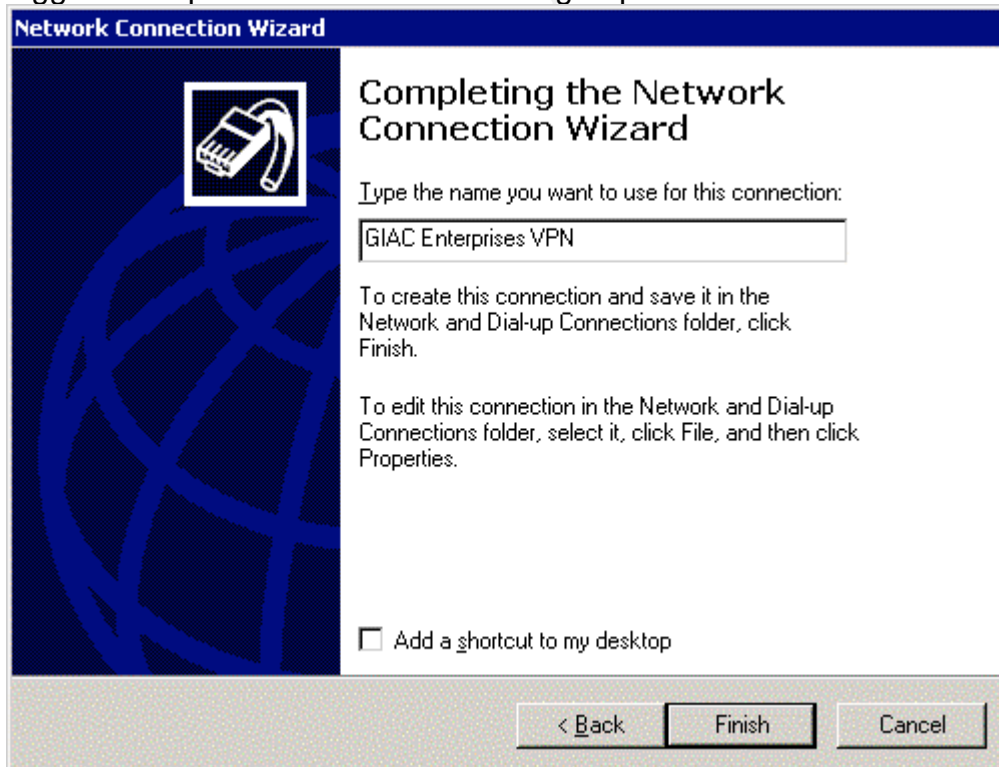 Network Connection Wizard
Completing the Network
Connection Wizard
Type the name you want to use for this connection:
GIAC Enterprises VPN
To create this connection and save it in the
Network and Dial-up Connections folder, click
Finish.
To edit this connection in the Network and Dial-up
Connections folder, select it, click File, and then click
Properties.
Add a shortcut to my desktop
< Back Finish Cancel